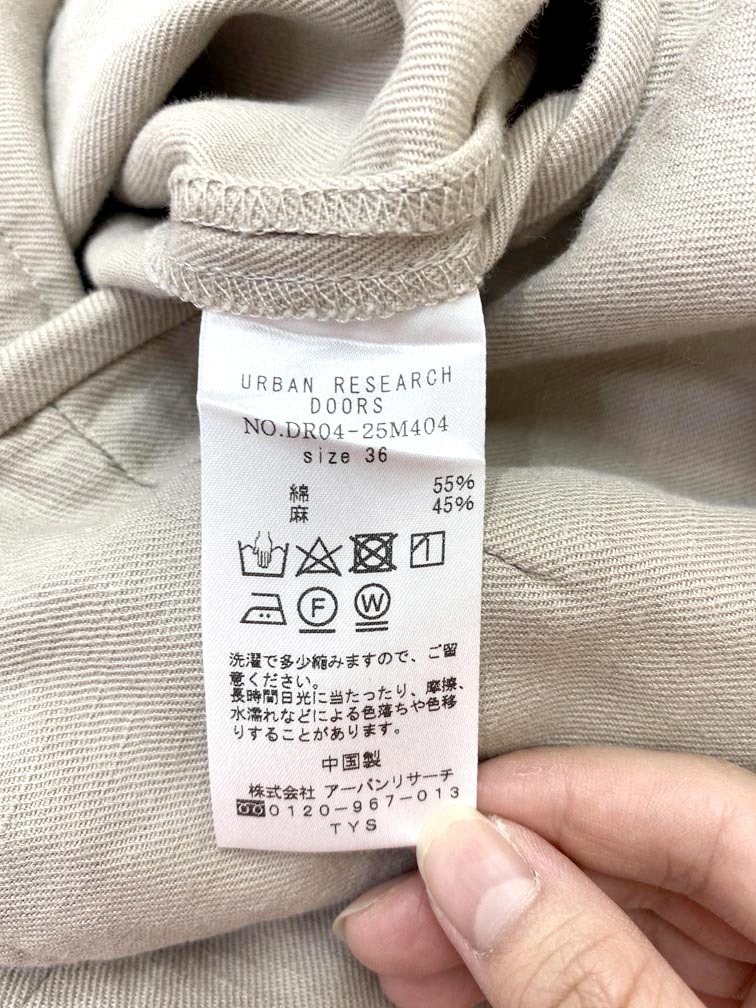 URBAN RESEARCH
DOORS
NO.DR04-25M404
size 36
綿 55%
麻 45%
F W
洗濯で多少縮みますので、ご留
意ください。
長時間日光に当たったり、摩擦、
水濡れなどによる色落ちや色移
りすることがあります。
中国製
株式会社 アーバンリサーチ
0120-967-013
TYS